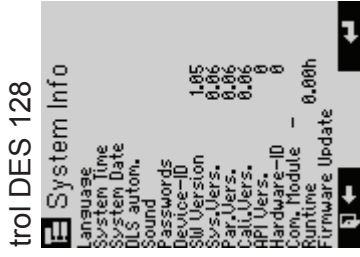 trol DES 128
System Info
Language
System Time
System Date
DLS autom.
Sound
Passwords
Device-ID
SW Version 1.05
Sys.Vers. 0.06
Par.Vers. 0.06
Cali.Vers. 0.06
API Vers. 0
Hardware-ID 0
Com. Module -
Runtime 0.00h
Firmware Update